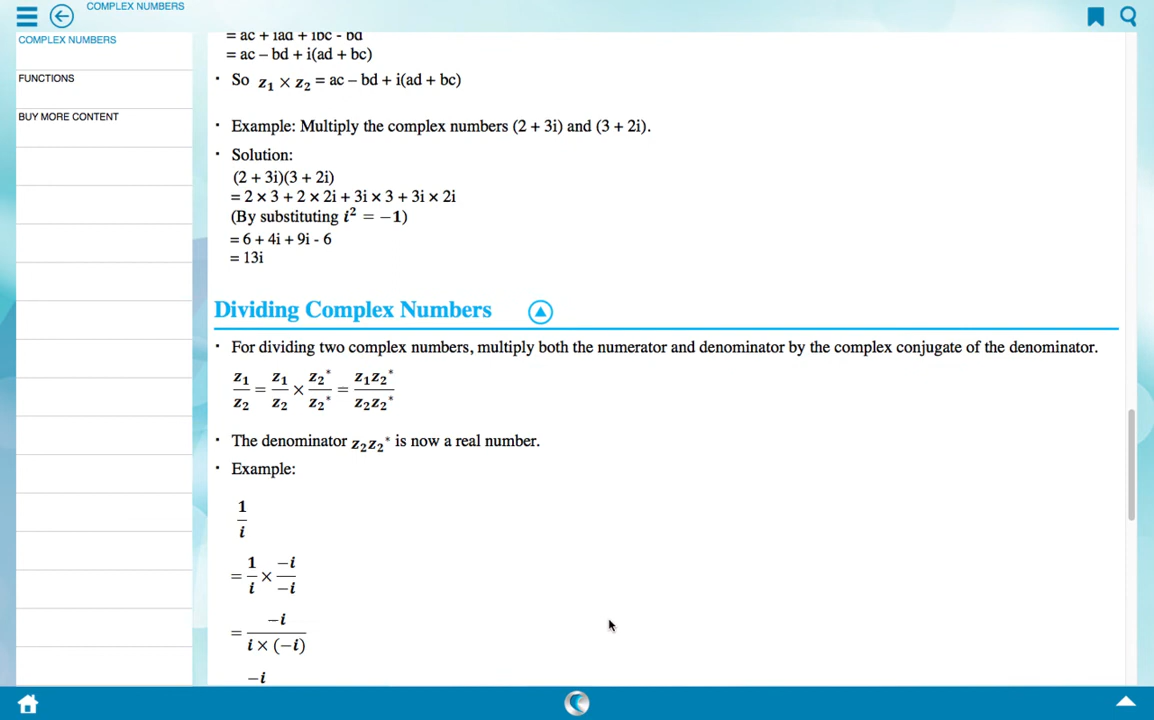 COMPLEX NUMBERS
COMPLEX NUMBERS
FUNCTIONS
BUY MORE CONTENT
= ac + iad + ibc - bd
= ac – bd + i(ad + bc)
· So z₁ × z₂ = ac – bd + i(ad + bc)
· Example: Multiply the complex numbers (2 + 3i) and (3 + 2i).
· Solution:
(2 + 3i)(3 + 2i)
= 2 × 3 + 2 × 2i + 3i × 3 + 3i × 2i
(By substituting i² = −1)
= 6 + 4i + 9i - 6
= 13i
Dividing Complex Numbers
· For dividing two complex numbers, multiply both the numerator and denominator by the complex conjugate of the denominator.
z₁/z₂ = z₁/z₂ × z₂*/z₂* = z₁z₂*/z₂z₂*
· The denominator z₂z₂* is now a real number.
· Example:
1/i
= 1/i × −i/−i
= −i/i × (−i)
−i